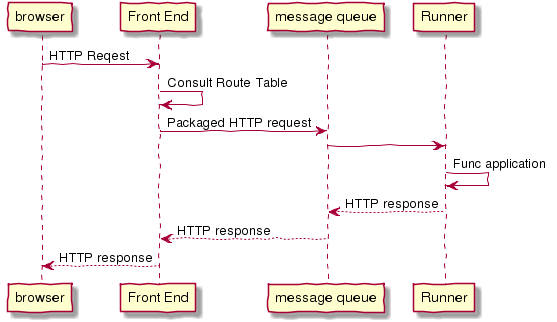 browser
Front End
message queue
Runner
HTTP Reqest
Consult Route Table
Packaged HTTP request
Func application
HTTP response
HTTP response
HTTP response
browser
Front End
message queue
Runner